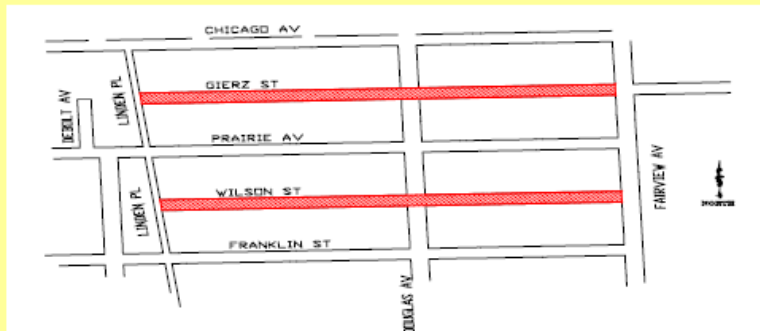 CHICAGO AV
GIERZ ST
LINDEN PL
DEBOLT AV
PRAIRIE AV
FAIRVIEW AV
WILSON ST
LINDEN PL
NORTH
FRANKLIN ST
DOUGLAS AV